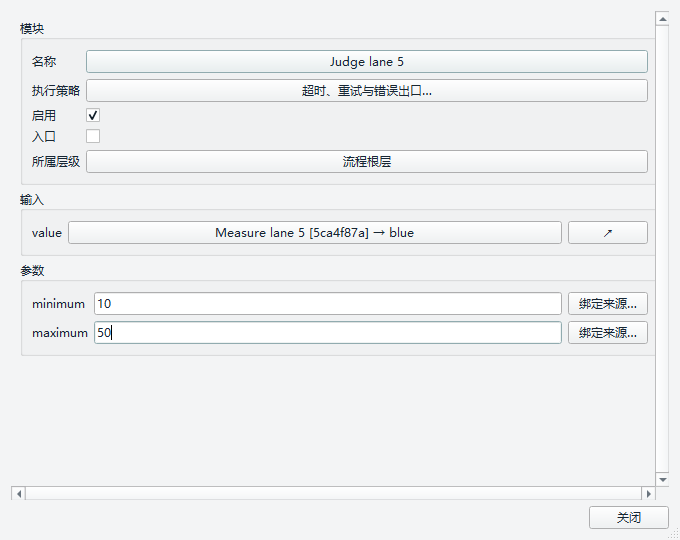 模块
名称 Judge lane 5
执行策略 超时、重试与错误出口...
启用
入口
所属层级 流程根层
输入
value Measure lane 5 [5ca4f87a] → blue ↗
参数
minimum 10 绑定来源...
maximum 50 绑定来源...
关闭